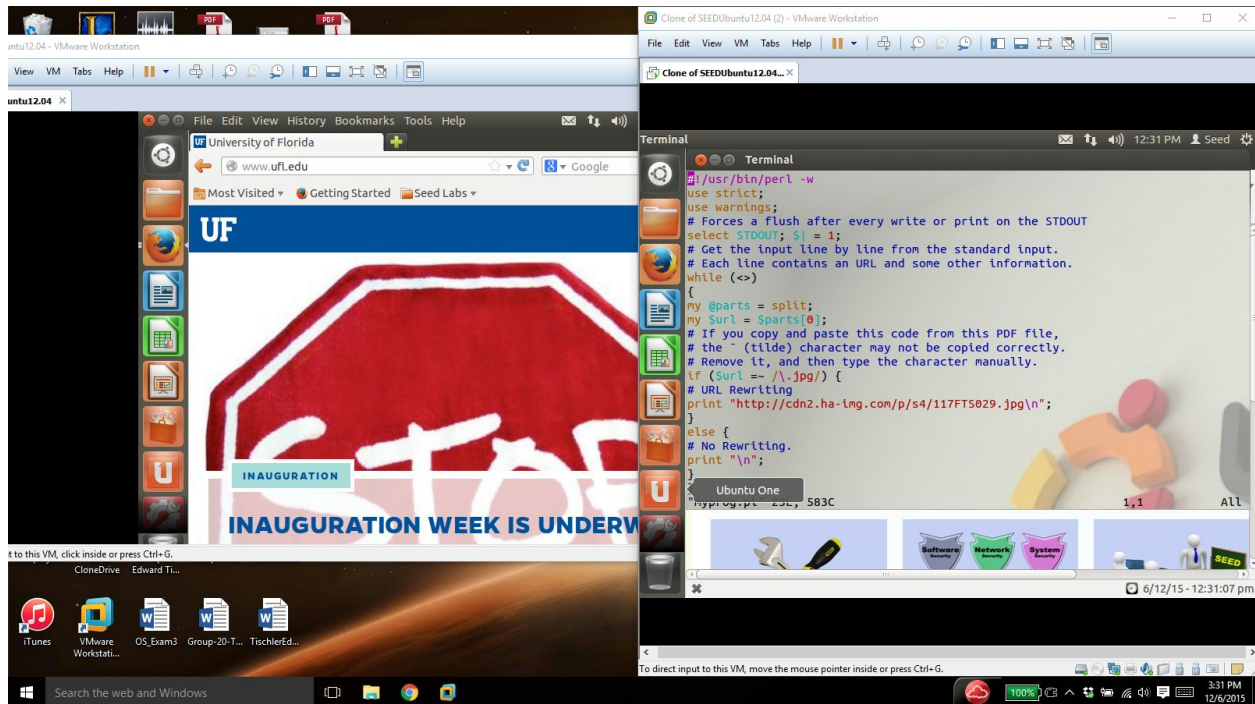 PDF
PDF
untu12.04 - VMware Workstation
View VM Tabs Help
untu12.04
File Edit View History Bookmarks Tools Help
UF University of Florida
www.ufl.edu
Google
Most Visited
Getting Started
Seed Labs
UF
STOP
INAUGURATION
INAUGURATION WEEK IS UNDERW
t to this VM, click inside or press Ctrl+G.
CloneDrive
Edward Ti...
iTunes
VMware Workstati...
OS_Exam3
Group-20-T...
TischlerEd...
Clone of SEEDUbuntu12.04 (2) - VMware Workstation
File Edit View VM Tabs Help
Clone of SEEDUbuntu12.04...
Terminal
12:31 PM Seed
Terminal
#!/usr/bin/perl -w
use strict;
use warnings;
# Forces a flush after every write or print on the STDOUT
select STDOUT; $| = 1;
# Get the input line by line from the standard input.
# Each line contains an URL and some other information.
while (<>)
{
my @parts = split;
my $url = $parts[0];
# If you copy and paste this code from this PDF file,
# the ˜ (tilde) character may not be copied correctly.
# Remove it, and then type the character manually.
if ($url =~ /\.jpg/) {
# URL Rewriting
print "http://cdn2.ha-img.com/p/s4/117FTS029.jpg\n";
}
else {
# No Rewriting.
print "\n";
}
Ubuntu One
"myprog.pl" 23L, 583C
1,1
All
Software Security
Network Security
System Security
SEED
6/12/15 - 12:31:07 pm
To direct input to this VM, move the mouse pointer inside or press Ctrl+G.
Search the web and Windows
100%
3:31 PM
12/6/2015